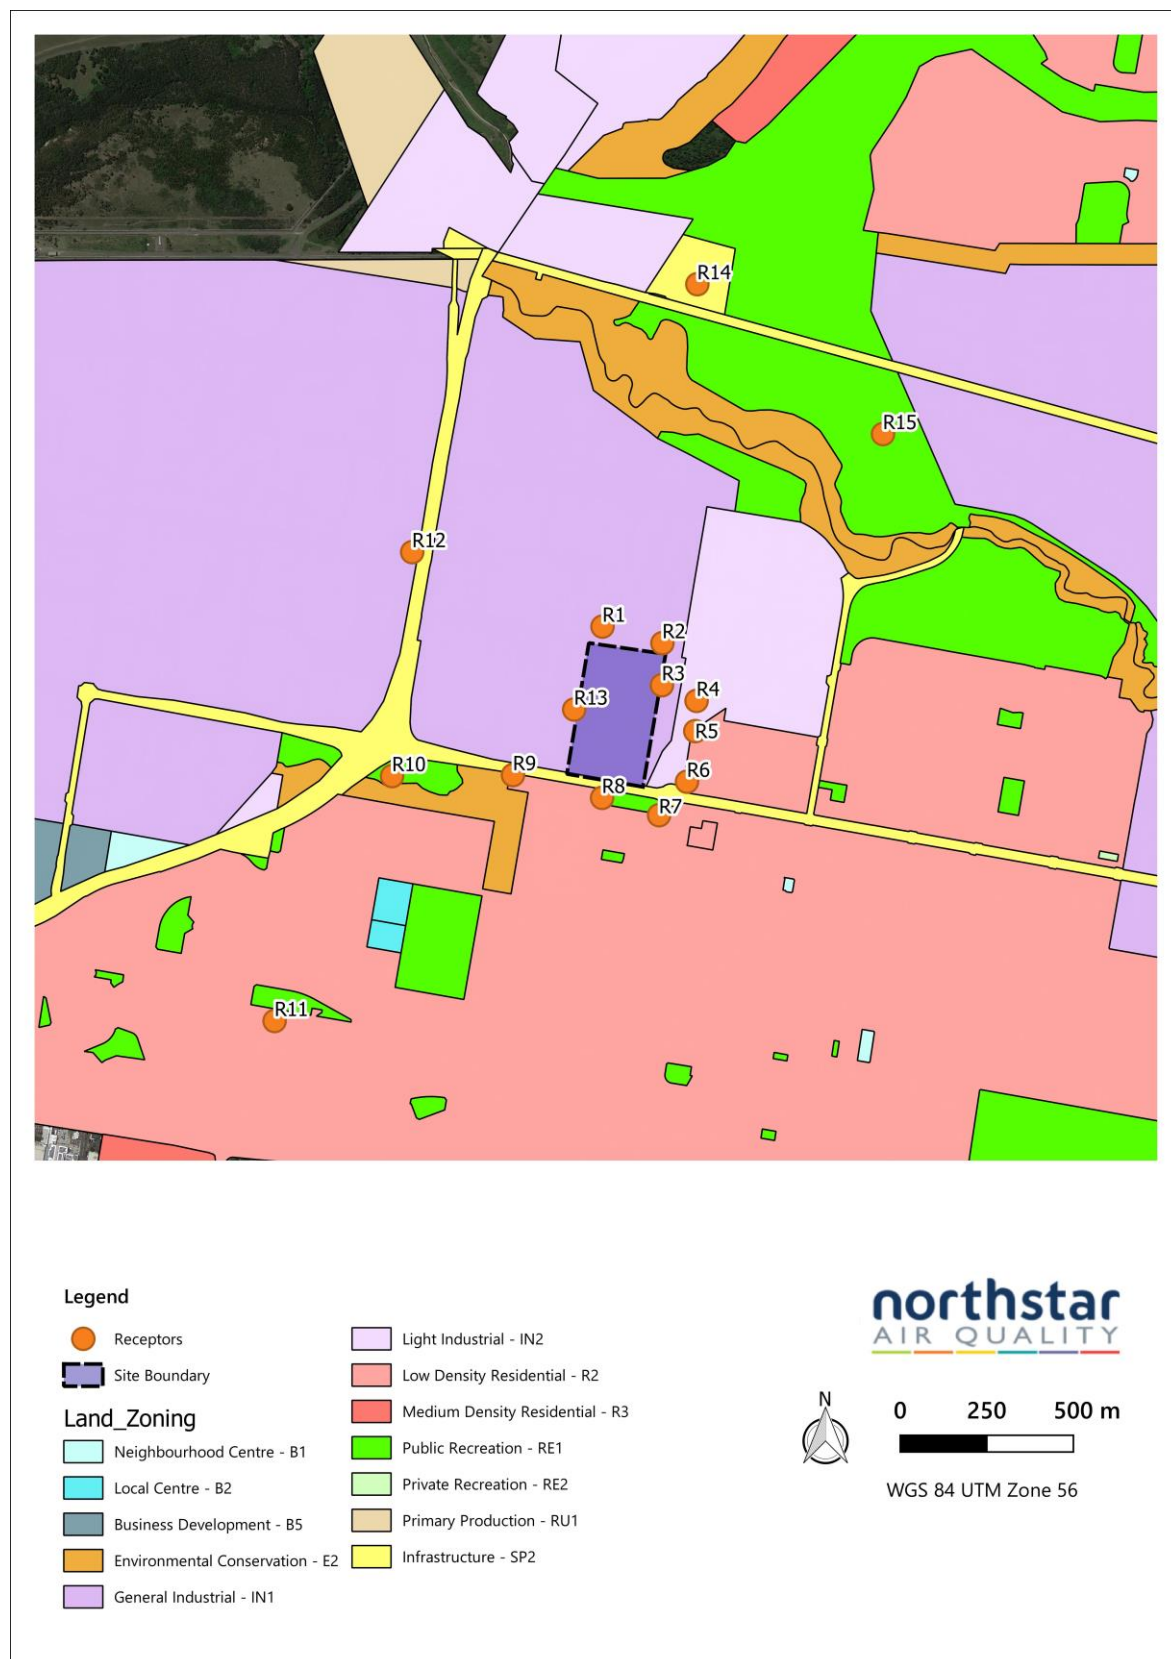 R14
R15
R12
R1
R2
R3
R4
R13
R5
R10
R9
R6
R8
R7
R11
Legend
Receptors
Site Boundary
Land_Zoning
Neighbourhood Centre - B1
Local Centre - B2
Business Development - B5
Environmental Conservation - E2
General Industrial - IN1
Light Industrial - IN2
Low Density Residential - R2
Medium Density Residential - R3
Public Recreation - RE1
Private Recreation - RE2
Primary Production - RU1
Infrastructure - SP2
northstar
AIR QUALITY
N
0 250 500 m
WGS 84 UTM Zone 56